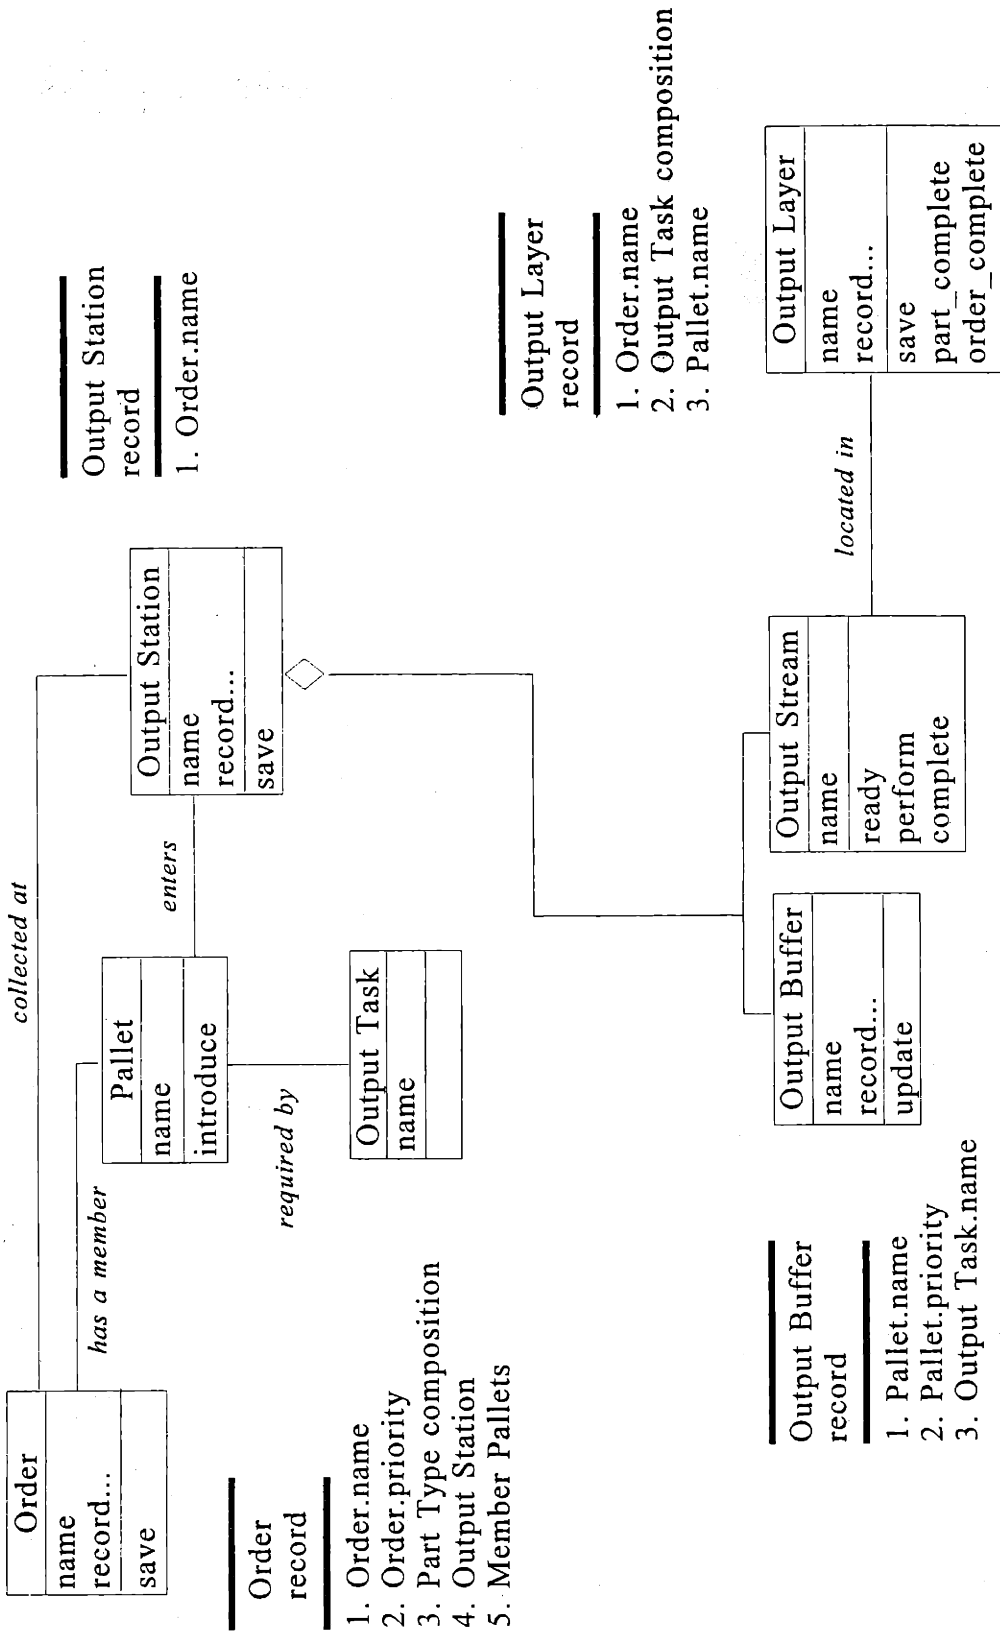 Order
name
record...
save
has a member
collected at
Pallet
name
introduce
enters
required by
Output Task
name
Output Station
name
record...
save
Output Station
record
1. Order.name
Order
record
1. Order.name
2. Order.priority
3. Part Type composition
4. Output Station
5. Member Pallets
Output Layer
record
1. Order.name
2. Output Task composition
3. Pallet.name
Output Buffer
record
1. Pallet.name
2. Pallet.priority
3. Output Task.name
Output Buffer
name
record...
update
Output Stream
name
ready
perform
complete
located in
Output Layer
name
record...
save
part_complete
order_complete